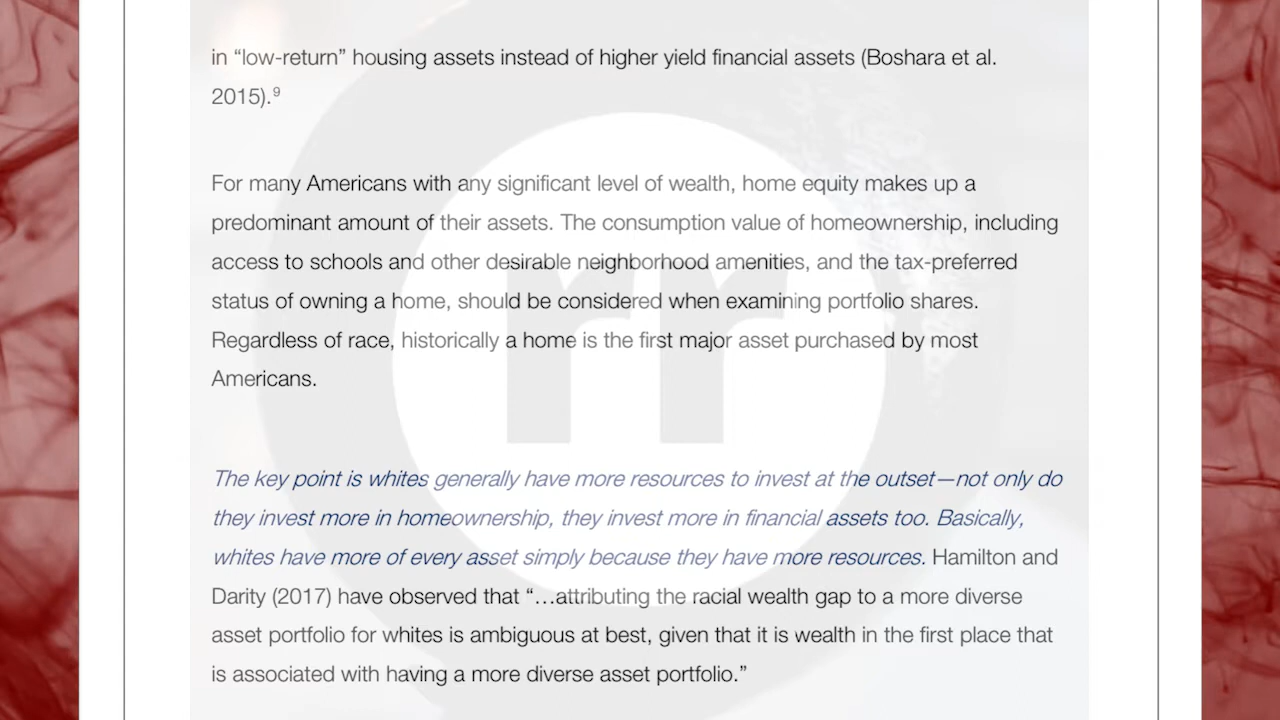 in “low-return” housing assets instead of higher yield financial assets (Boshara et al.
2015).⁹
For many Americans with any significant level of wealth, home equity makes up a
predominant amount of their assets. The consumption value of homeownership, including
access to schools and other desirable neighborhood amenities, and the tax-preferred
status of owning a home, should be considered when examining portfolio shares.
Regardless of race, historically a home is the first major asset purchased by most
Americans.
rr
The key point is whites generally have more resources to invest at the outset—not only do
they invest more in homeownership, they invest more in financial assets too. Basically,
whites have more of every asset simply because they have more resources. Hamilton and
Darity (2017) have observed that “…attributing the racial wealth gap to a more diverse
asset portfolio for whites is ambiguous at best, given that it is wealth in the first place that
is associated with having a more diverse asset portfolio.”